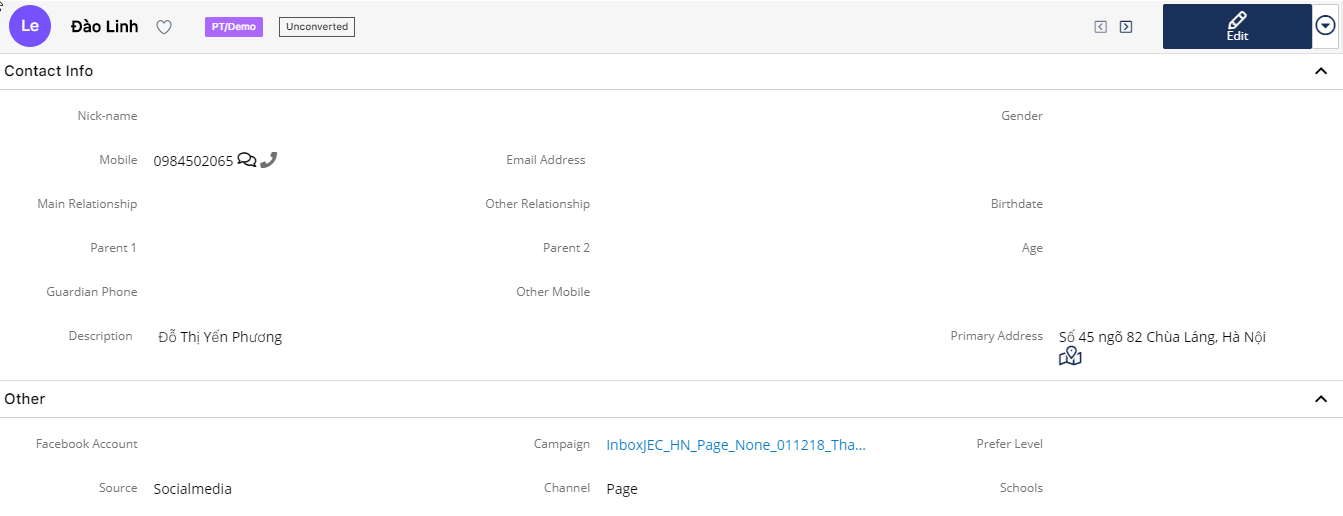 Le
Đào Linh
PT/Demo
Unconverted
Edit
Contact Info
Nick-name
Gender
Mobile 0984502065
Email Address
Main Relationship
Other Relationship
Birthdate
Parent 1
Parent 2
Age
Guardian Phone
Other Mobile
Description Đỗ Thị Yến Phương
Primary Address Số 45 ngõ 82 Chùa Láng, Hà Nội
Other
Facebook Account
Campaign InboxJEC_HN_Page_None_011218_Tha...
Prefer Level
Source Socialmedia
Channel Page
Schools